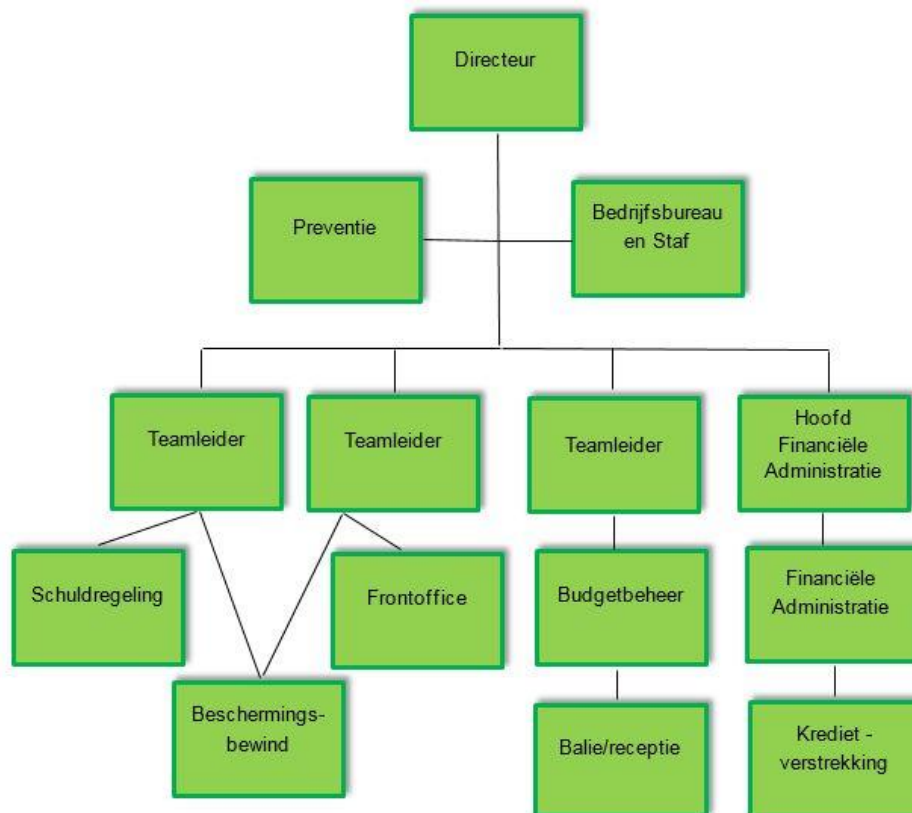 Directeur
Preventie
Bedrijfsbureau
en Staf
Teamleider
Teamleider
Teamleider
Hoofd
Financiële
Administratie
Schuldregeling
Frontoffice
Budgetbeheer
Financiële
Administratie
Beschermings-
bewind
Balie/receptie
Krediet -
verstrekking